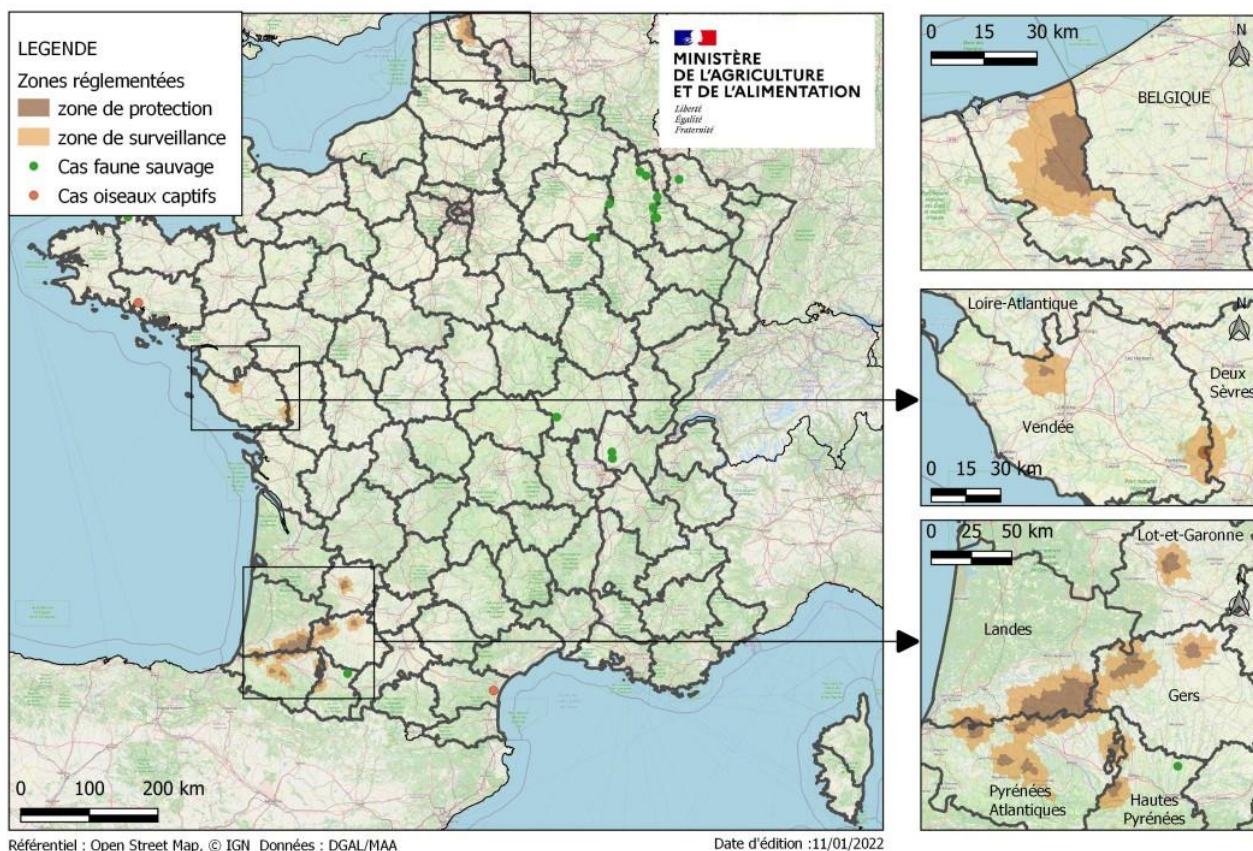 LEGENDE
Zones réglementées
zone de protection
zone de surveillance
Cas faune sauvage
Cas oiseaux captifs
MINISTÈRE
DE L'AGRICULTURE
ET DE L'ALIMENTATION
Liberté
Égalité
Fraternité
0 100 200 km
Référentiel : Open Street Map, © IGN Données : DGAL/MAA
Date d'édition :11/01/2022
0 15 30 km
N
BELGIQUE
Loire-Atlantique
N
Deux
Sèvres
Vendée
0 15 30 km
0 25 50 km
Lot-et-Garonne
Landes
Gers
Pyrénées
Atlantiques
Hautes
Pyrénées